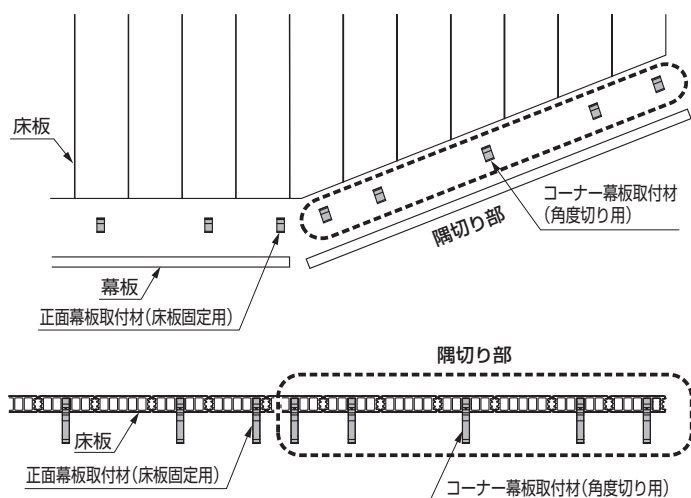 床板
コーナー幕板取付材
(角度切り用)
隅切り部
幕板
正面幕板取付材(床板固定用)
隅切り部
床板
正面幕板取付材(床板固定用)
コーナー幕板取付材(角度切り用)